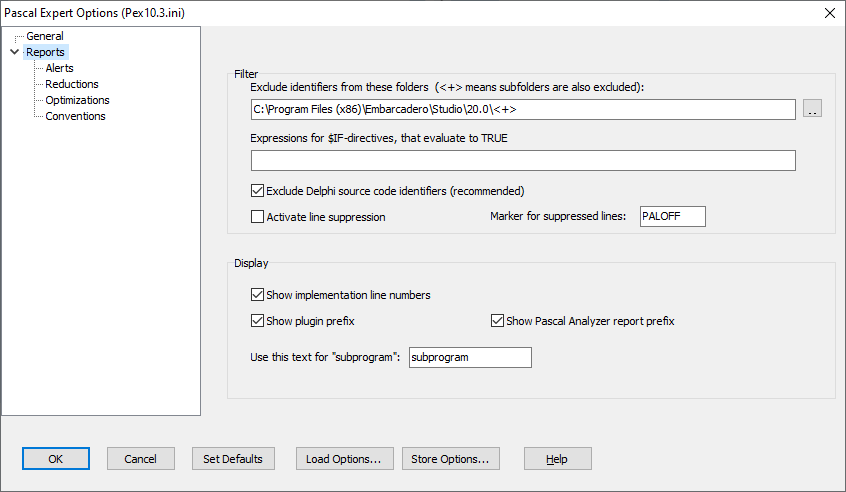 Pascal Expert Options (Pex10.3.ini)
General
Reports
Alerts
Reductions
Optimizations
Conventions
Filter
Exclude identifiers from these folders (<+> means subfolders are also excluded):
C:\Program Files (x86)\Embarcadero\Studio\20.0\<+>
..
Expressions for $IF-directives, that evaluate to TRUE
Exclude Delphi source code identifiers (recommended)
Activate line suppression
Marker for suppressed lines: PALOFF
Display
Show implementation line numbers
Show plugin prefix
Show Pascal Analyzer report prefix
Use this text for "subprogram": subprogram
OK
Cancel
Set Defaults
Load Options...
Store Options...
Help